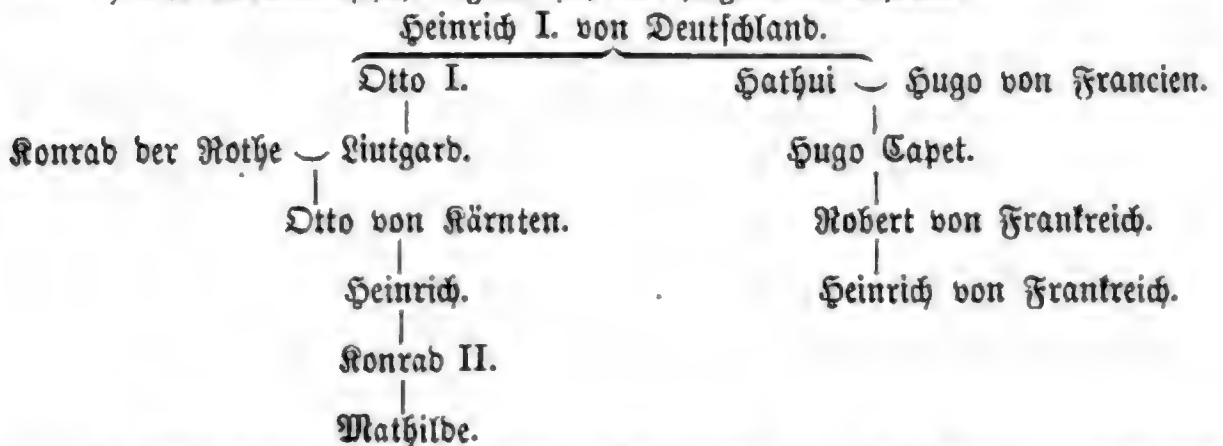 Heinrich I. von Deutschland.
Otto I. Hathui ⌣ Hugo von Francien.
Konrad der Rothe ⌣ Liutgard. Hugo Capet.
Otto von Kärnten. Robert von Frankreich.
Heinrich. Heinrich von Frankreich.
Konrad II.
Mathilde.